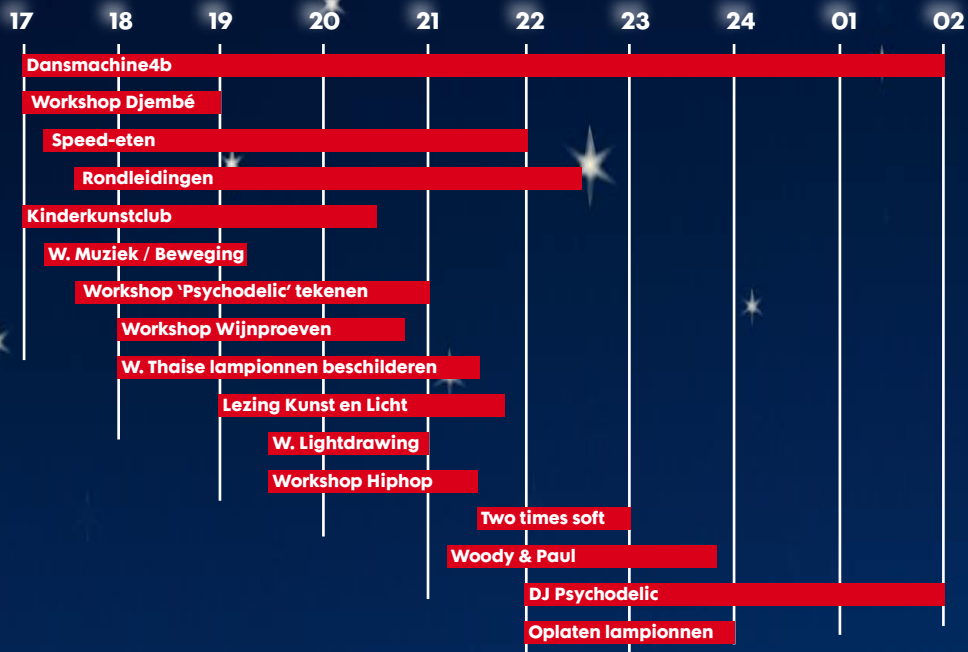 17 18 19 20 21 22 23 24 01 02
Dansmachine4b
Workshop Djembé
Speed-eten
Rondleidingen
Kinderkunstclub
W. Muziek / Beweging
Workshop ‘Psychodelic’ tekenen
Workshop Wijnproeven
W. Thaise lampionnen beschilderen
Lezing Kunst en Licht
W. Lightdrawing
Workshop Hiphop
Two times soft
Woody & Paul
DJ Psychodelic
Oplaten lampionnen